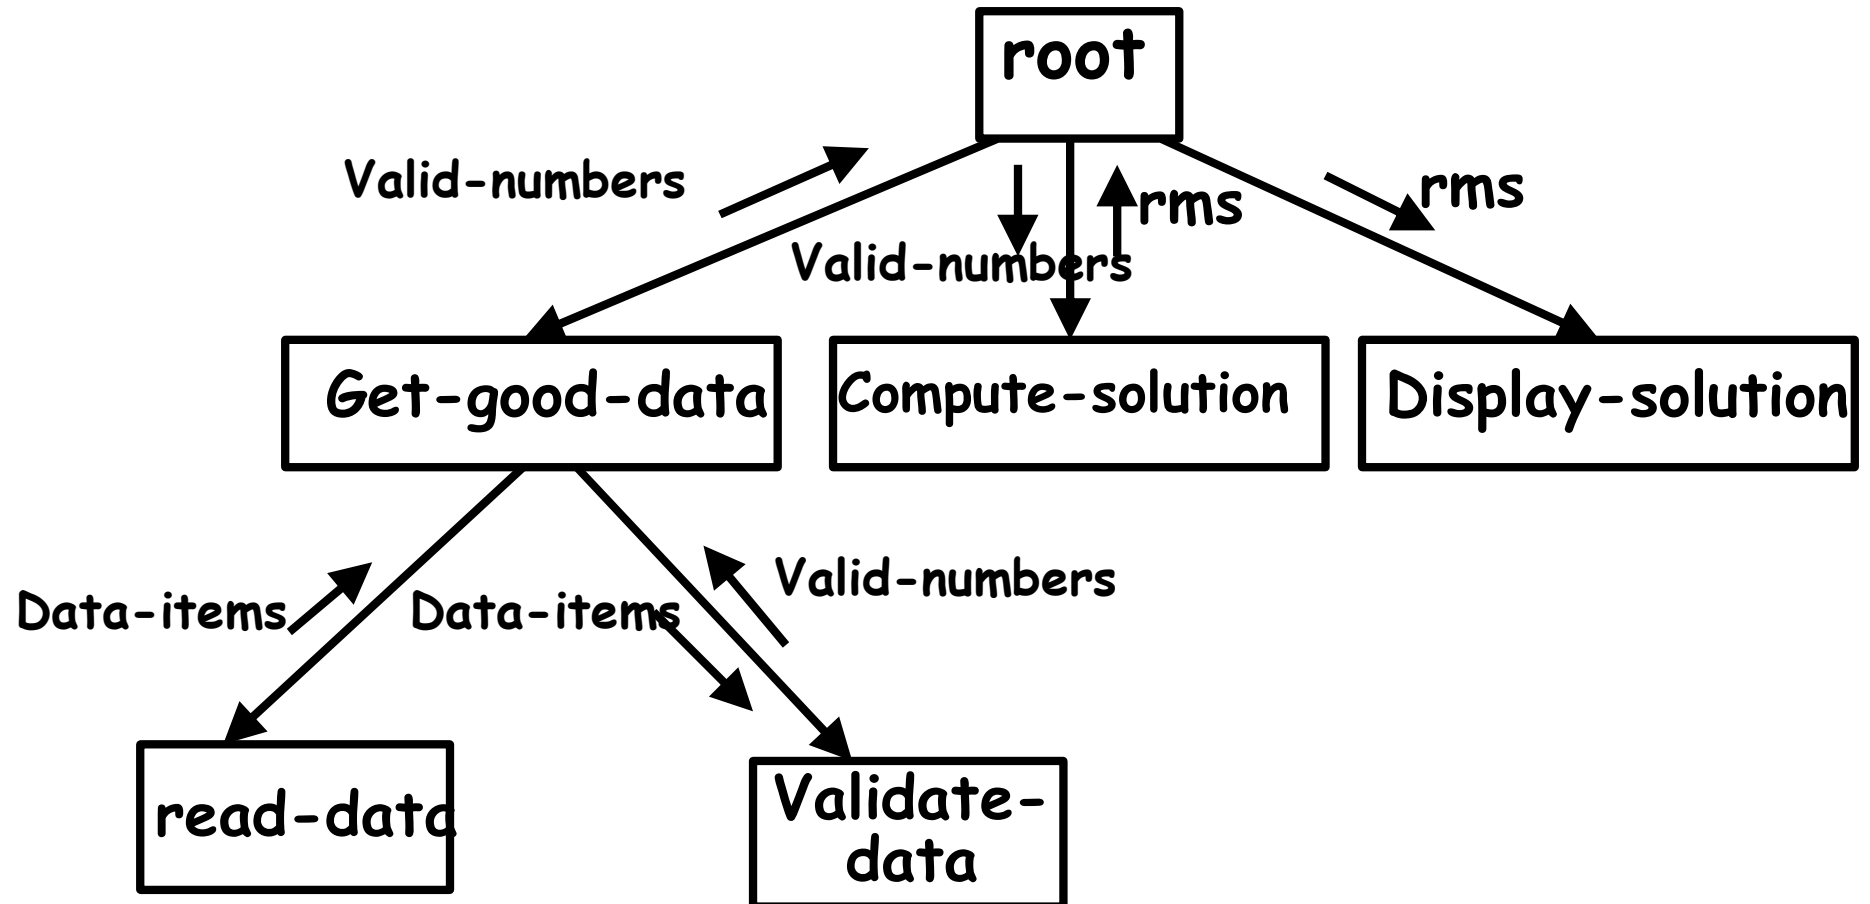 root
Valid-numbers
rms
rms
Valid-numbers
Get-good-data
Compute-solution
Display-solution
Data-items
Data-items
Valid-numbers
read-data
Validate-
data